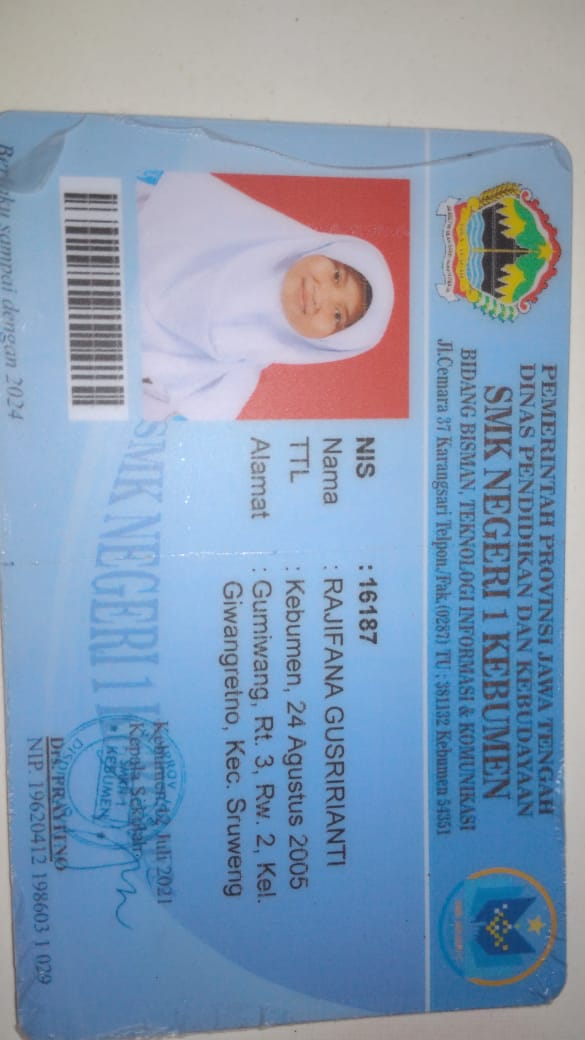 PEMERINTAH PROVINSI JAWA TENGAH
DINAS PENDIDIKAN DAN KEBUDAYAAN
SMK NEGERI 1 KEBUMEN
BIDANG BISMAN, TEKNOLOGI INFORMASI & KOMUNIKASI
Jl.Cemara 37 Karangsari Telpon./Fak.(0287) TU : 381132 Kebumen 54351
NIS : 16187
Nama : RAJIFANA GUSRIRIANTI
TTL : Kebumen, 24 Agustus 2005
Alamat : Gumiwang, Rt. 3, Rw. 2, Kel.
Giwangretno, Kec. Sruweng
SMK NEGERI 1
Kebumen,12 Juli 2021
Kepala Sekolah
SMKN 1
KEBUMEN
Drs. PRAYITNO
NIP. 19620412 198603 1 029
Berlaku sampai dengan 2024